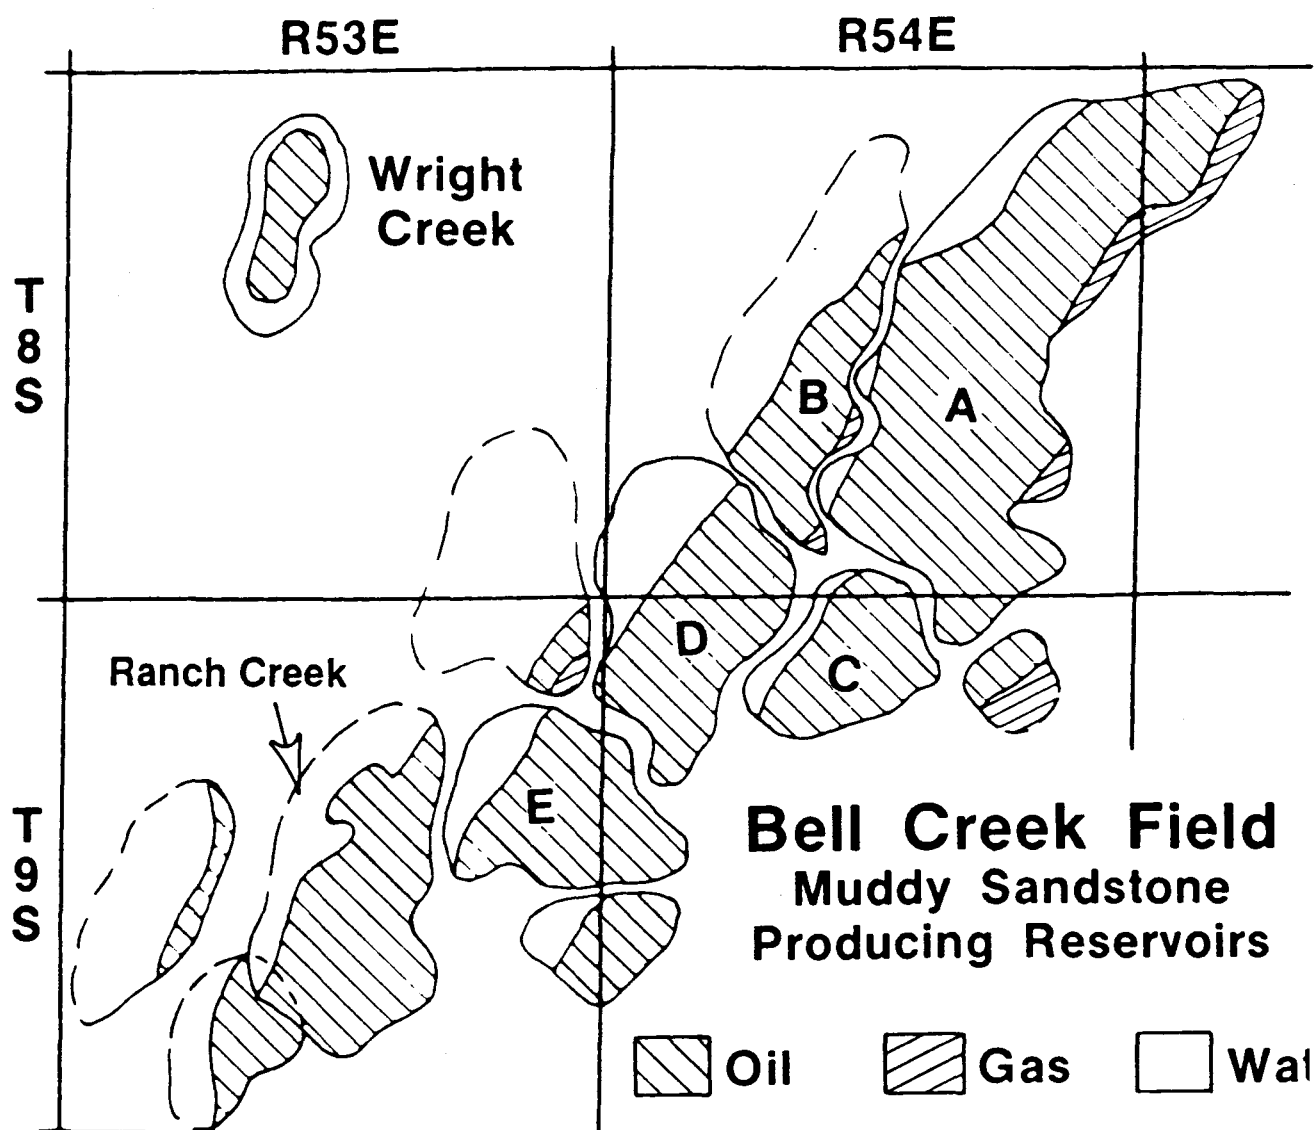 R53E
R54E
Wright
Creek
T
8
S
B
A
D
C
Ranch Creek
E
T
9
S
Bell Creek Field
Muddy Sandstone
Producing Reservoirs
Oil
Gas